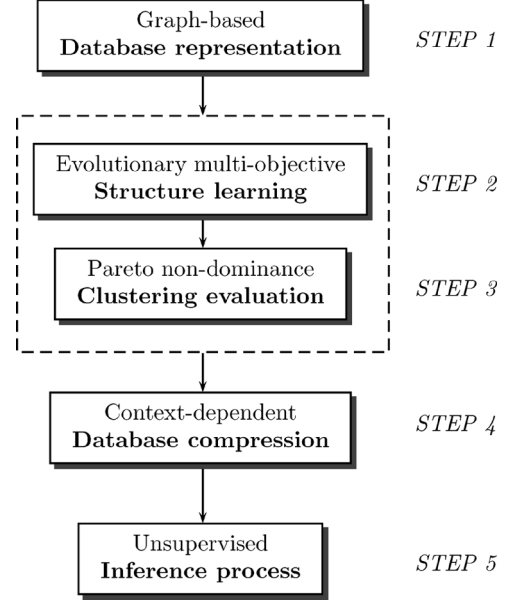 Graph-based
Database representation
STEP 1
Evolutionary multi-objective
Structure learning
STEP 2
Pareto non-dominance
Clustering evaluation
STEP 3
Context-dependent
Database compression
STEP 4
Unsupervised
Inference process
STEP 5